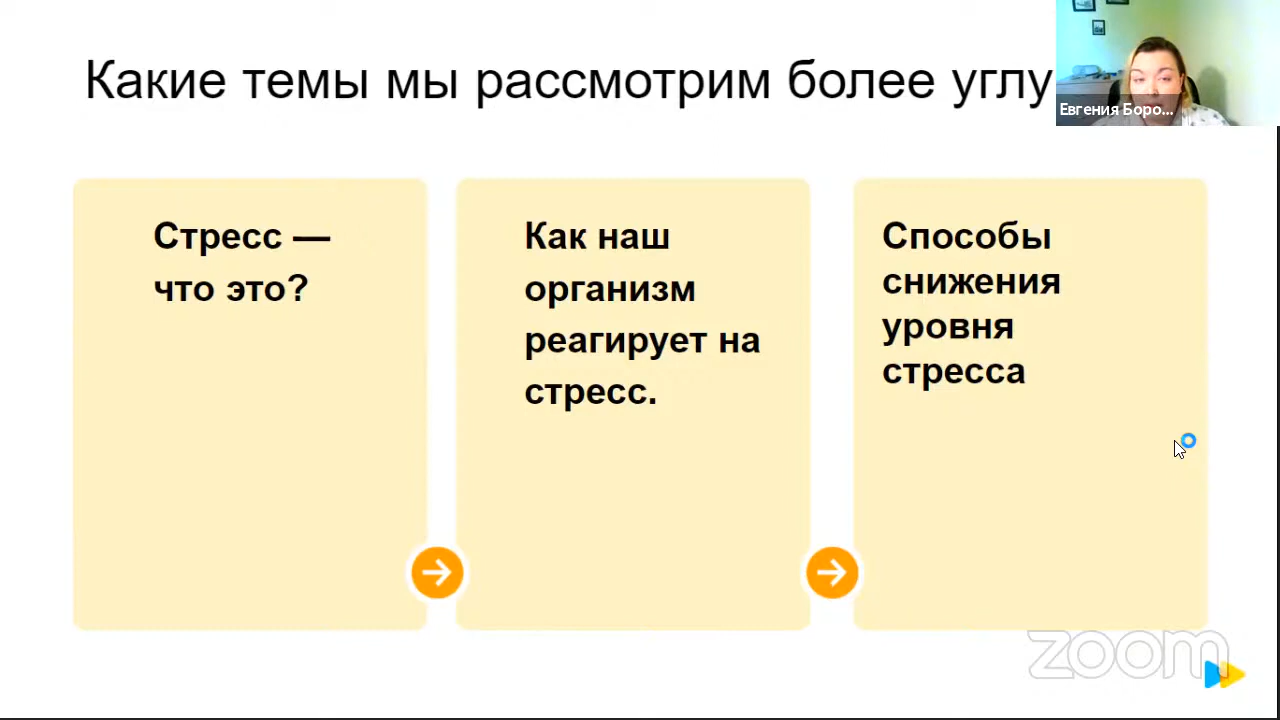 Какие темы мы рассмотрим более углу
Евгения Боро...
Стресс —
что это?
Как наш
организм
реагирует на
стресс.
Способы
снижения
уровня
стресса
zoom